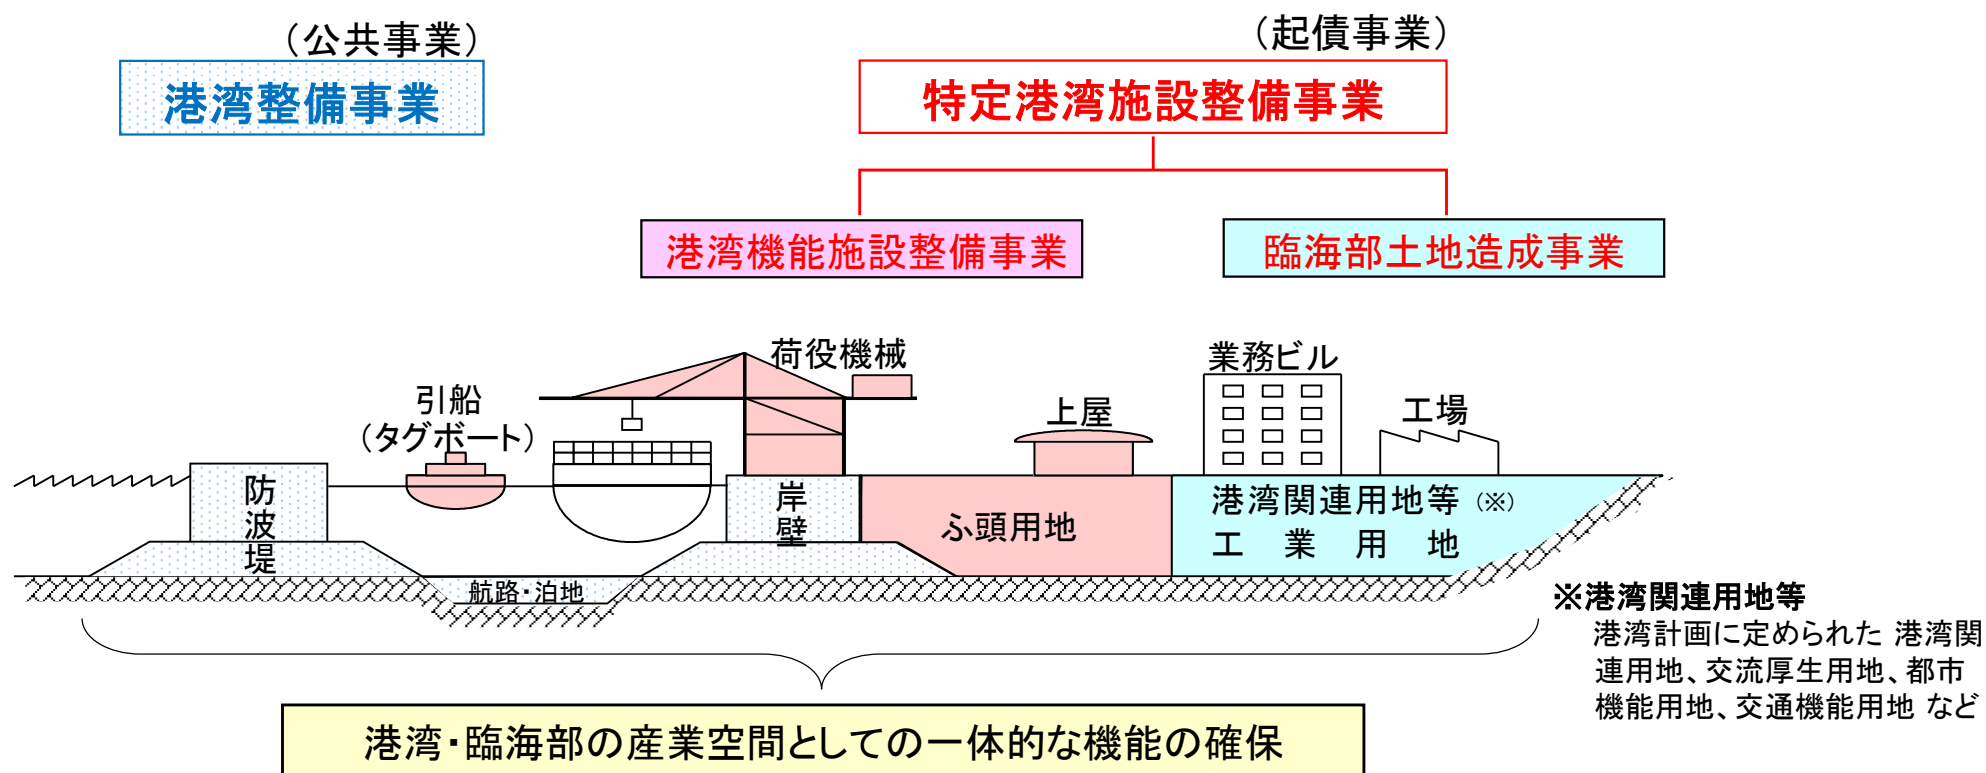 （公共事業）
港湾整備事業
（起債事業）
特定港湾施設整備事業
港湾機能施設整備事業
臨海部土地造成事業
荷役機械
業務ビル
引船
（タグボート）
上屋
工場
防波堤
岸壁
ふ頭用地
港湾関連用地等（※）
工業用地
航路・泊地
※港湾関連用地等
港湾計画に定められた 港湾関
連用地、交流厚生用地、都市
機能用地、交通機能用地 など
港湾・臨海部の産業空間としての一体的な機能の確保